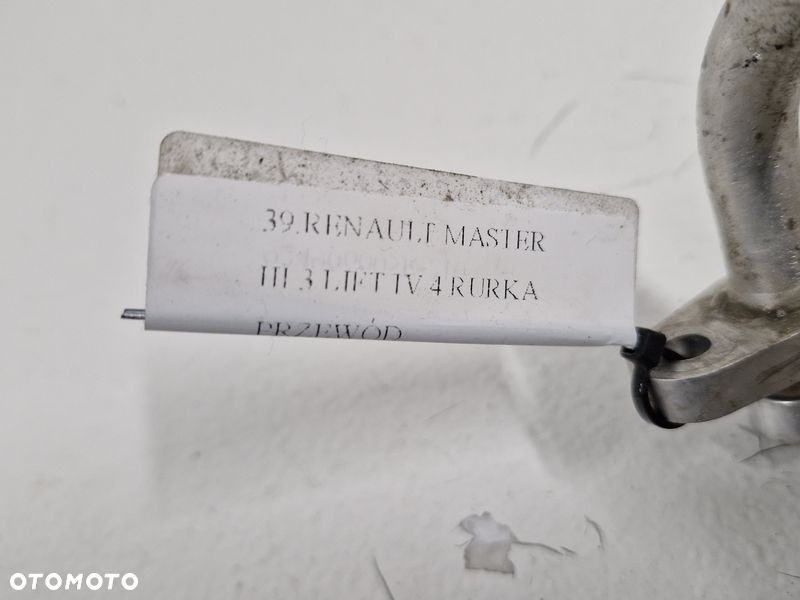 39.RENAULT MASTER
III 3 LIFT IV 4 RURKA
PRZEWÓD
OTOMOTO